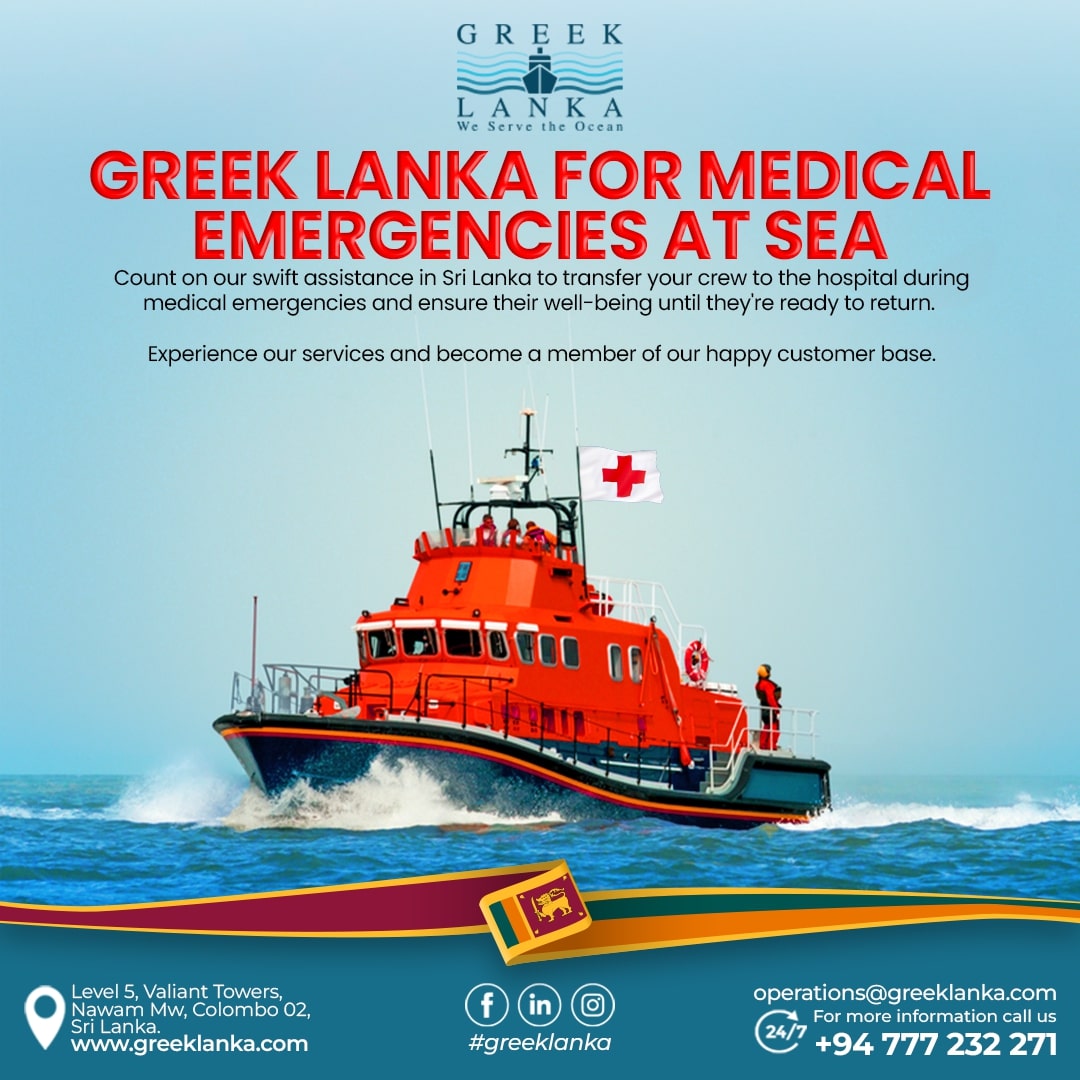 GREEK
LANKA
We Serve the Ocean
GREEK LANKA FOR MEDICAL
EMERGENCIES AT SEA
Count on our swift assistance in Sri Lanka to transfer your crew to the hospital during
medical emergencies and ensure their well-being until they're ready to return.
Experience our services and become a member of our happy customer base.
Level 5, Valiant Towers,
Nawam Mw, Colombo 02,
Sri Lanka.
www.greeklanka.com
f in
#greeklanka
operations@greeklanka.com
For more information call us
24/7
+94 777 232 271